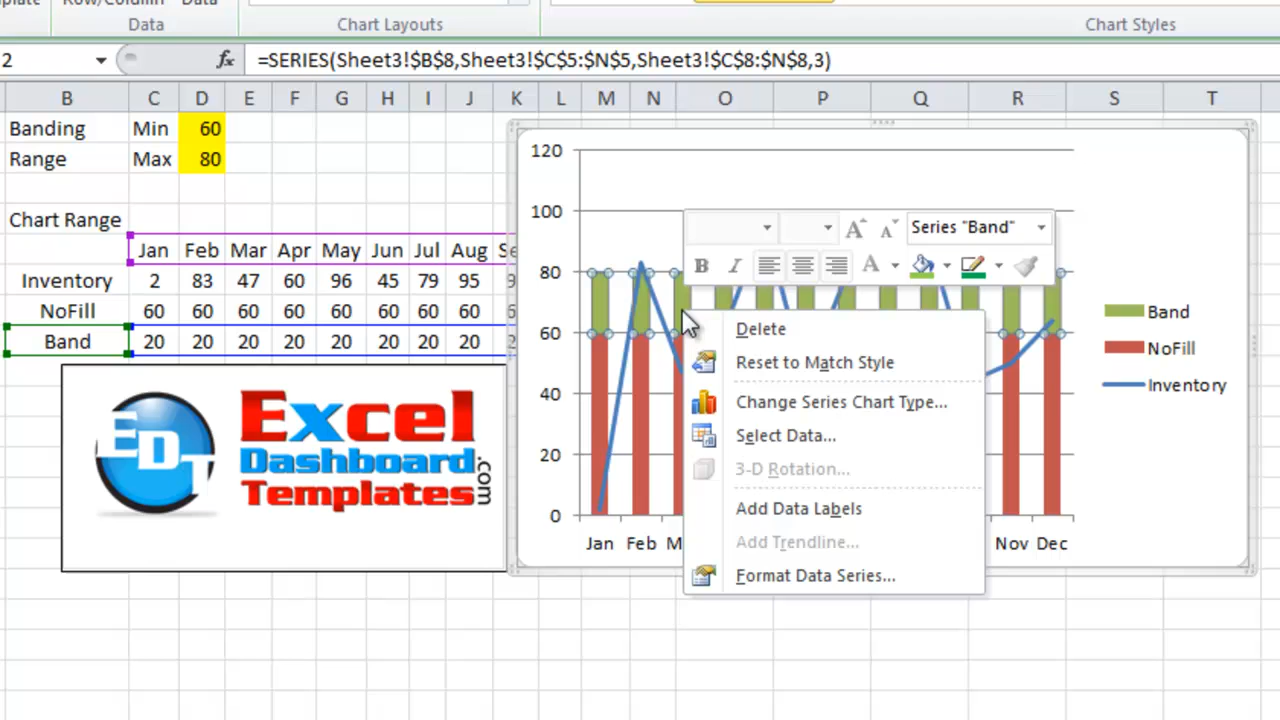 Row/Column Data
Data Chart Layouts Chart Styles
2 fx =SERIES(Sheet3!$B$8,Sheet3!$C$5:$N$5,Sheet3!$C$8:$N$8,3)
B C D E F G H I J K L M N O P Q R S T
Banding Min 60
Range Max 80
Chart Range
Jan Feb Mar Apr May Jun Jul Aug
Inventory 2 83 47 60 96 45 79 95
NoFill 60 60 60 60 60 60 60 60
Band 20 20 20 20 20 20 20 20
EDT
Excel
Dashboard
Templates
.com
120
100
80
60
40
20
0
Jan Feb M Nov Dec
Band
NoFill
Inventory
A A Series "Band"
B I A
Delete
Reset to Match Style
Change Series Chart Type...
Select Data...
3-D Rotation...
Add Data Labels
Add Trendline...
Format Data Series...